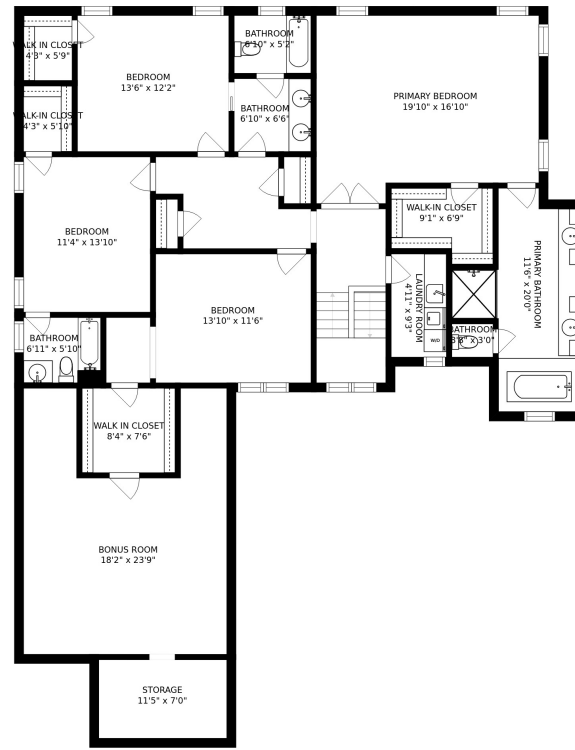 WALK IN CLOSET
4'3" x 5'9"
BEDROOM
13'6" x 12'2"
BATHROOM
6'10" x 5'2"
PRIMARY BEDROOM
19'10" x 16'10"
WALK-IN CLOSET
4'3" x 5'10"
BATHROOM
6'10" x 6'6"
BEDROOM
11'4" x 13'10"
WALK-IN CLOSET
9'1" x 6'9"
PRIMARY BATHROOM
11'6" x 20'0"
LAUNDRY ROOM
4'11" x 9'3"
W/D
BEDROOM
13'10" x 11'6"
BATHROOM
6'11" x 5'10"
BATHROOM
x 3'0"
WALK IN CLOSET
8'4" x 7'6"
BONUS ROOM
18'2" x 23'9"
STORAGE
11'5" x 7'0"